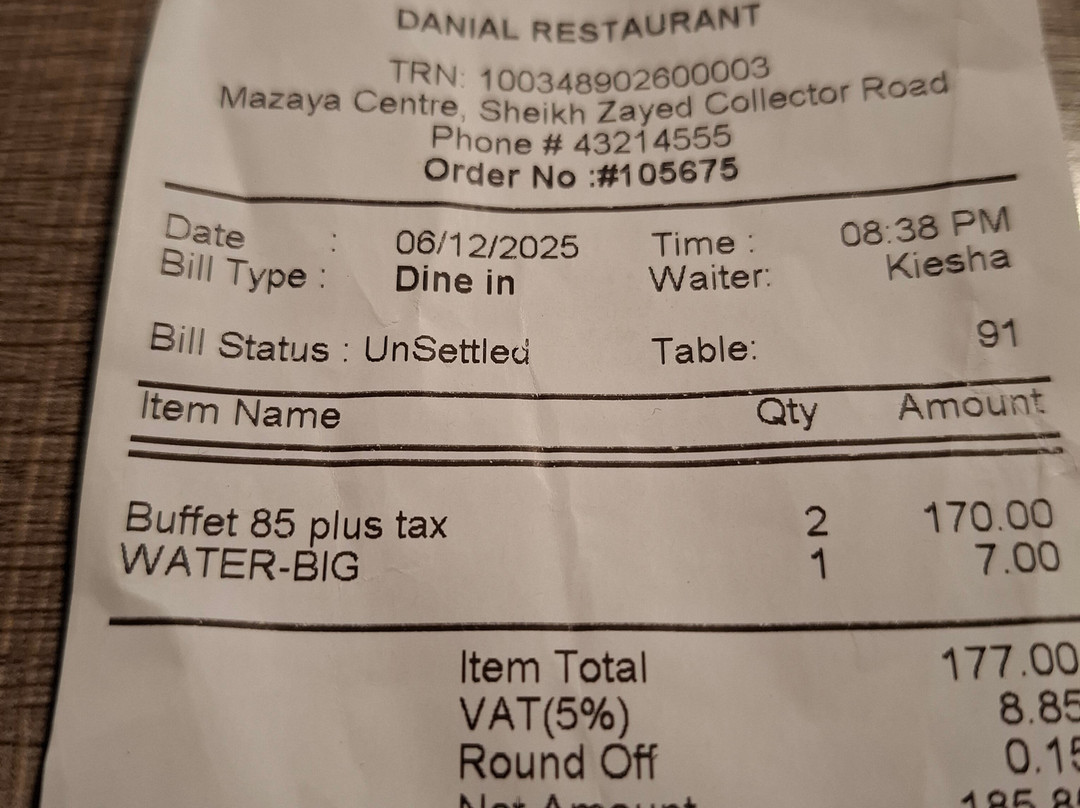 DANIAL RESTAURANT
TRN: 100348902600003
Mazaya Centre, Sheikh Zayed Collector Road
Phone # 43214555
Order No :#105675
Date : 06/12/2025 Time : 08:38 PM
Bill Type : Dine in Waiter: Kiesha
Bill Status : UnSettled Table: 91
Item Name Qty Amount
Buffet 85 plus tax 2 170.00
WATER-BIG 1 7.00
Item Total 177.00
VAT(5%) 8.85
Round Off 0.15
Net Amount